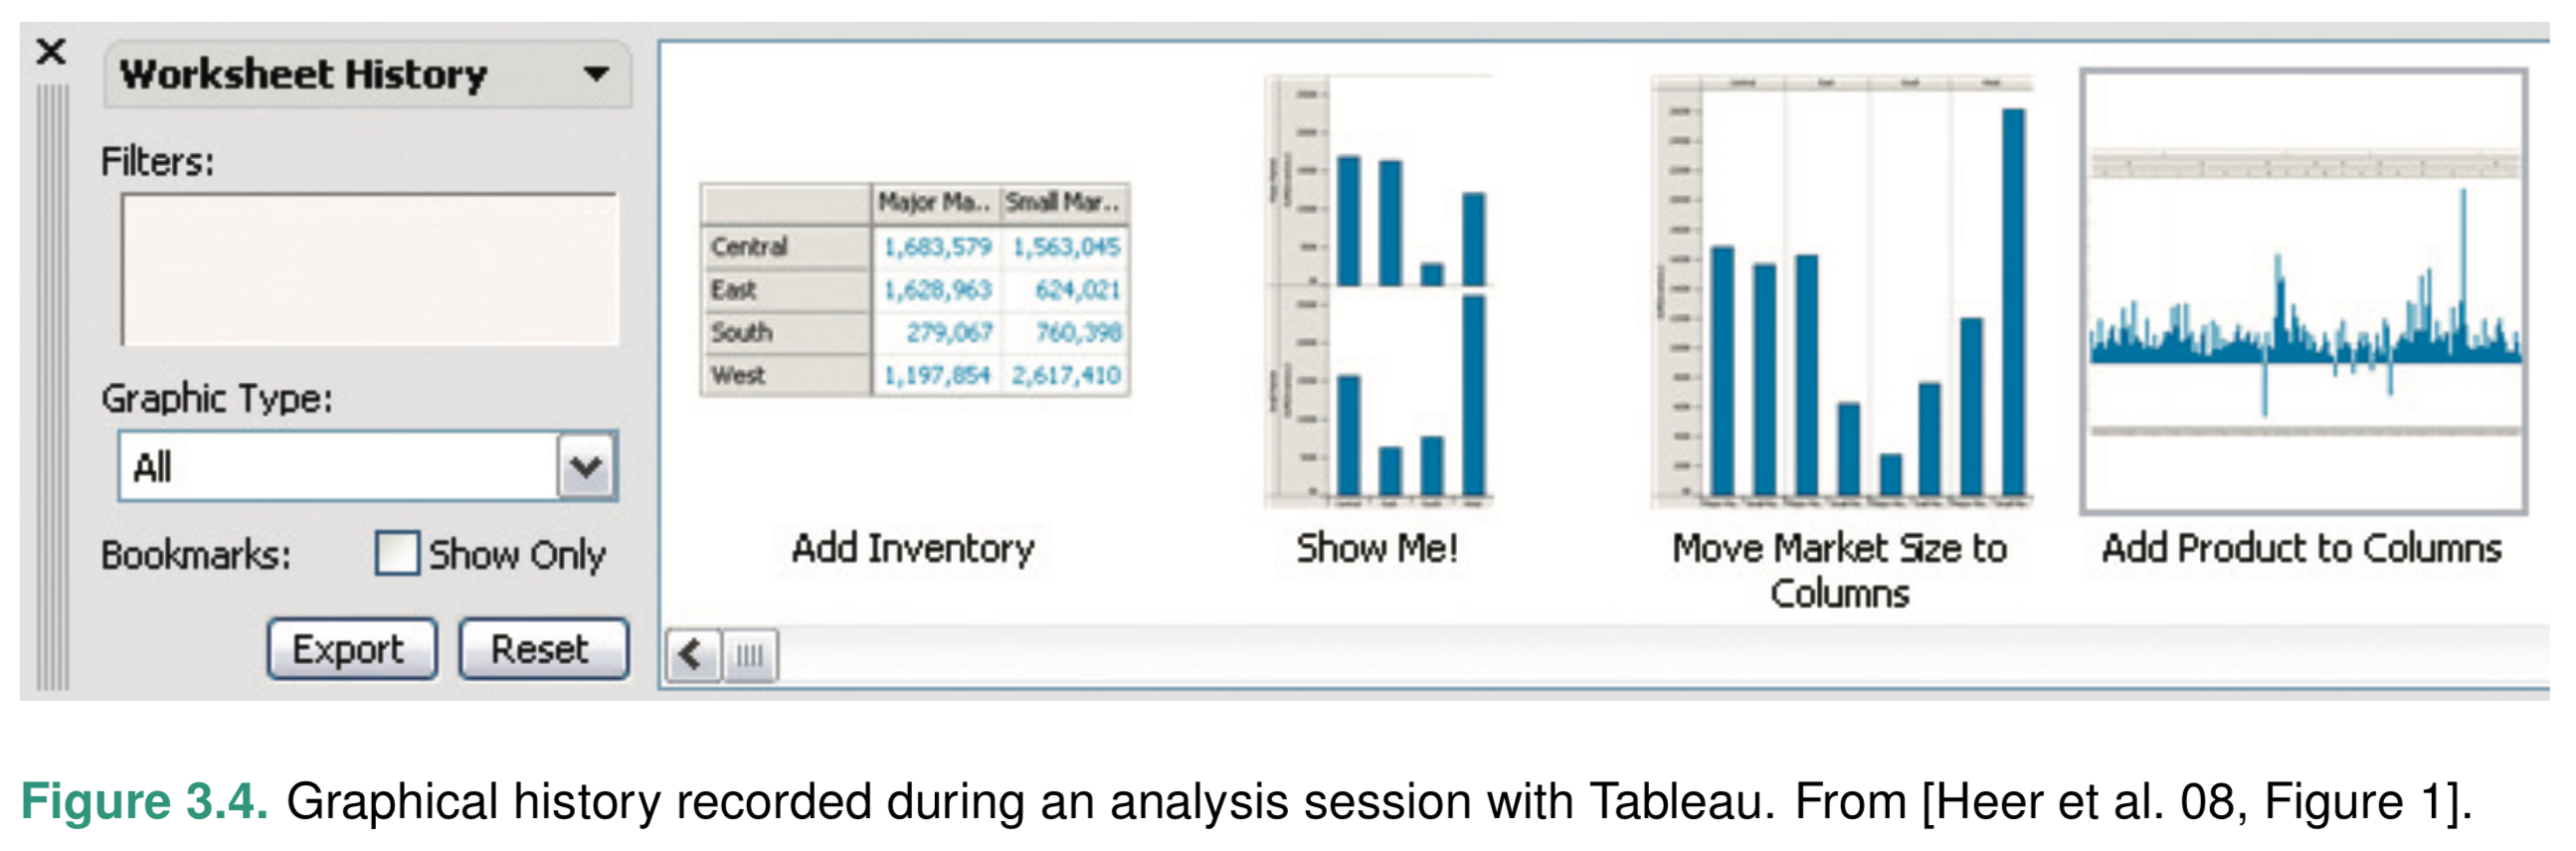 Worksheet History
Filters:
Graphic Type:
All
Bookmarks:
Show Only
Export
Reset
Major Ma.. Small Mar..
Central 1,683,579 1,563,045
East 1,628,963 624,021
South 279,067 760,398
West 1,197,854 2,617,410
Add Inventory
Show Me!
Move Market Size to
Columns
Add Product to Columns
Figure 3.4. Graphical history recorded during an analysis session with Tableau. From [Heer et al. 08, Figure 1].